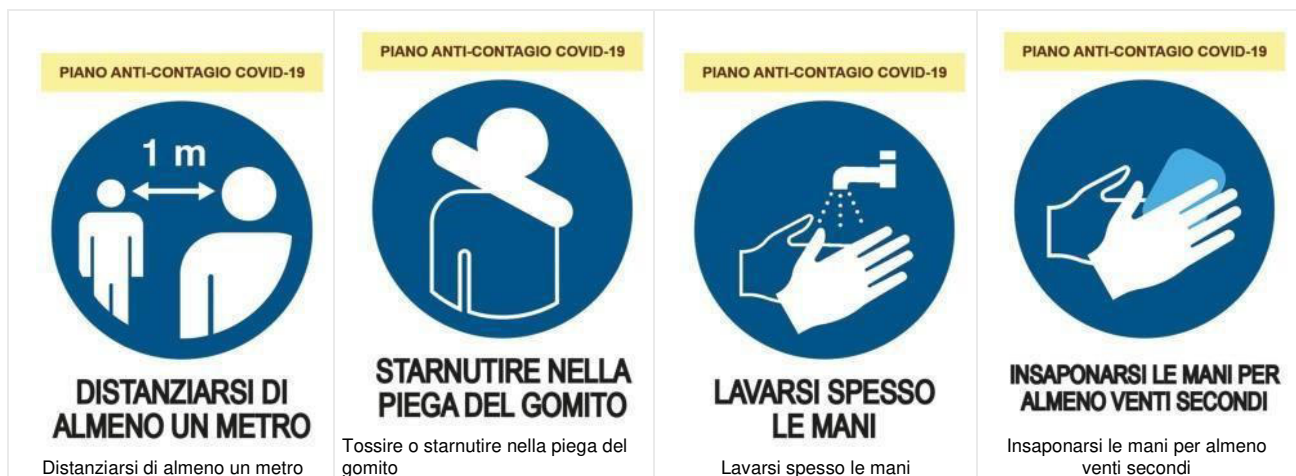 PIANO ANTI-CONTAGIO COVID-19
1 m
DISTANZIARSI DI
ALMENO UN METRO
Distanziarsi di almeno un metro
PIANO ANTI-CONTAGIO COVID-19
STARNUTIRE NELLA
PIEGA DEL GOMITO
Tossire o starnutire nella piega del
gomito
PIANO ANTI-CONTAGIO COVID-19
LAVARSI SPESSO
LE MANI
Lavarsi spesso le mani
PIANO ANTI-CONTAGIO COVID-19
INSAPONARSI LE MANI PER
ALMENO VENTI SECONDI
Insaponarsi le mani per almeno
venti secondi